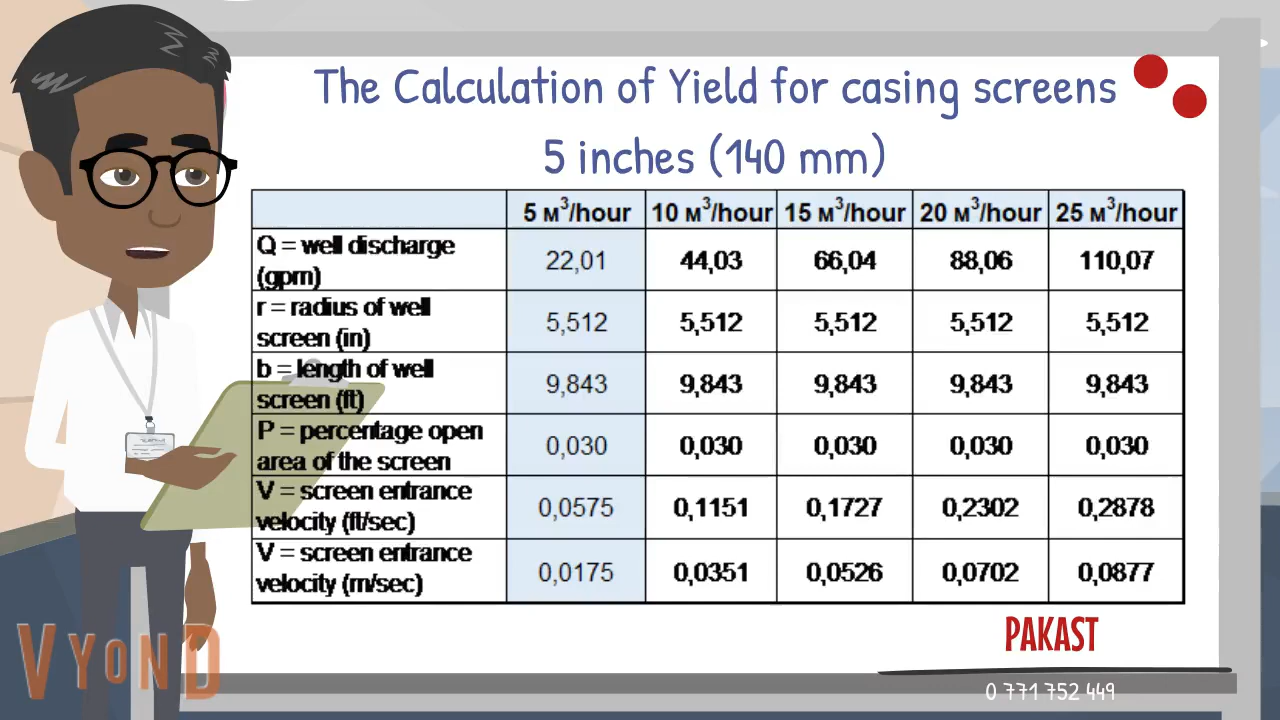 The Calculation of Yield for casing screens
5 inches (140 mm)
5 м³/hour 10 м³/hour 15 м³/hour 20 м³/hour 25 м³/hour
Q = well discharge
(gpm) 22,01 44,03 66,04 88,06 110,07
r = radius of well
screen (in) 5,512 5,512 5,512 5,512 5,512
b = length of well
screen (ft) 9,843 9,843 9,843 9,843 9,843
P = percentage open
area of the screen 0,030 0,030 0,030 0,030 0,030
V = screen entrance
velocity (ft/sec) 0,0575 0,1151 0,1727 0,2302 0,2878
V = screen entrance
velocity (m/sec) 0,0175 0,0351 0,0526 0,0702 0,0877
PAKAST
VYOND
0 771 752 449